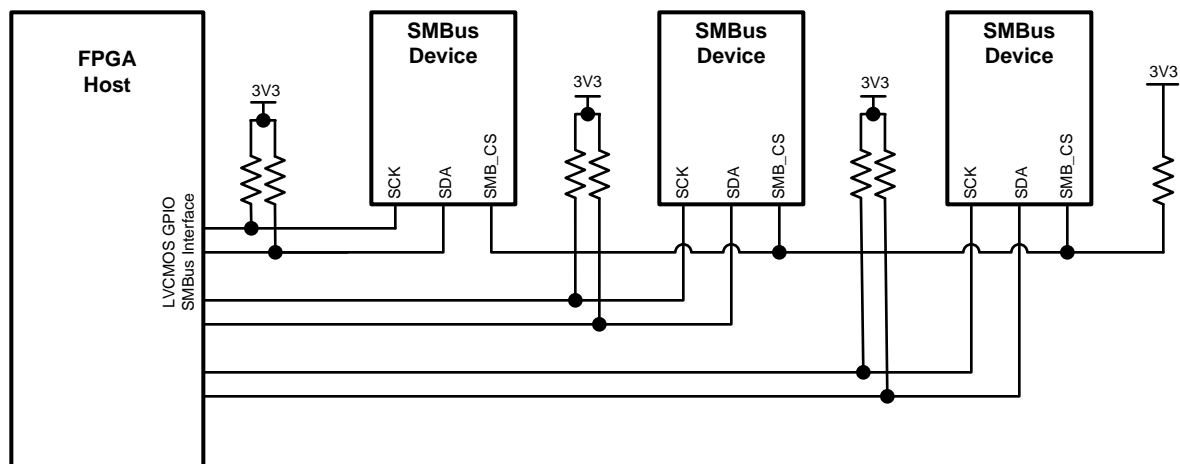 FPGA
Host
LVCMOS GPIO
SMBus Interface
3V3
SMBus
Device
SCK
SDA
SMB_CS
3V3
SMBus
Device
SCK
SDA
SMB_CS
3V3
SMBus
Device
SCK
SDA
SMB_CS
3V3